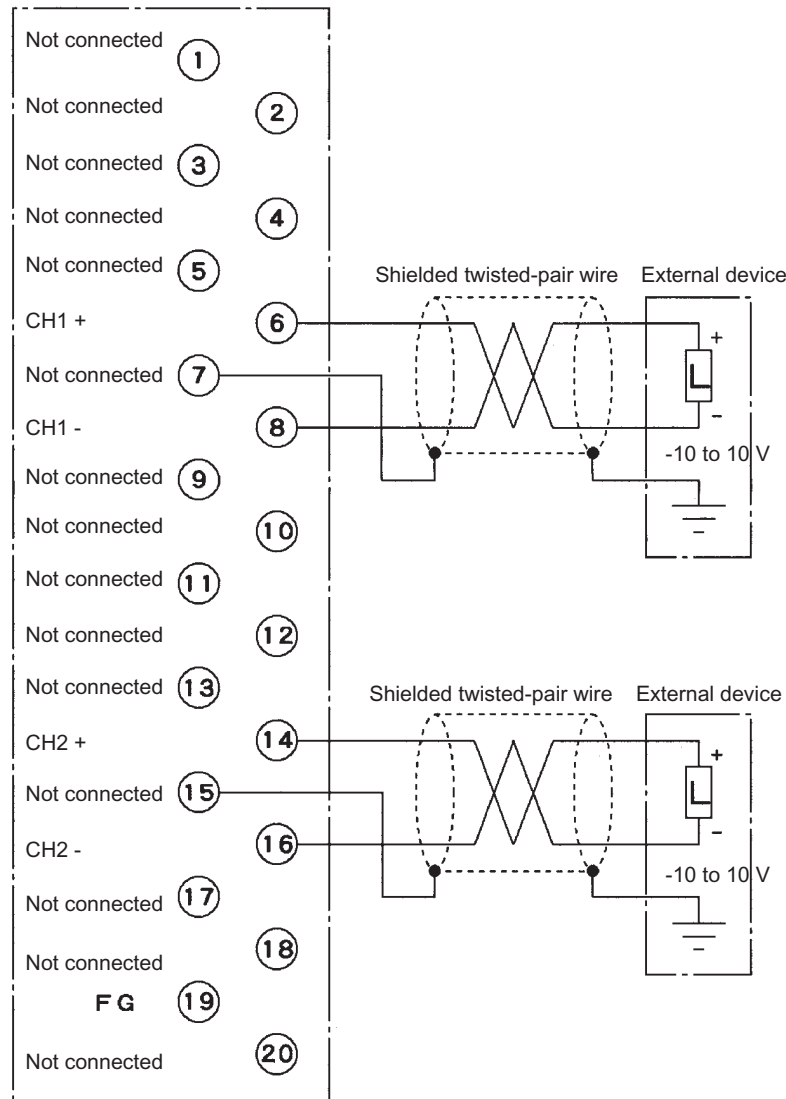 Not connected 1
Not connected 2
Not connected 3
Not connected 4
Not connected 5
Shielded twisted-pair wire External device
CH1 + 6
+
Not connected 7
L
CH1 - 8
–
-10 to 10 V
Not connected 9
Not connected 10
Not connected 11
Not connected 12
Not connected 13
Shielded twisted-pair wire External device
CH2 + 14
+
Not connected 15
L
CH2 - 16
–
-10 to 10 V
Not connected 17
Not connected 18
FG 19
Not connected 20